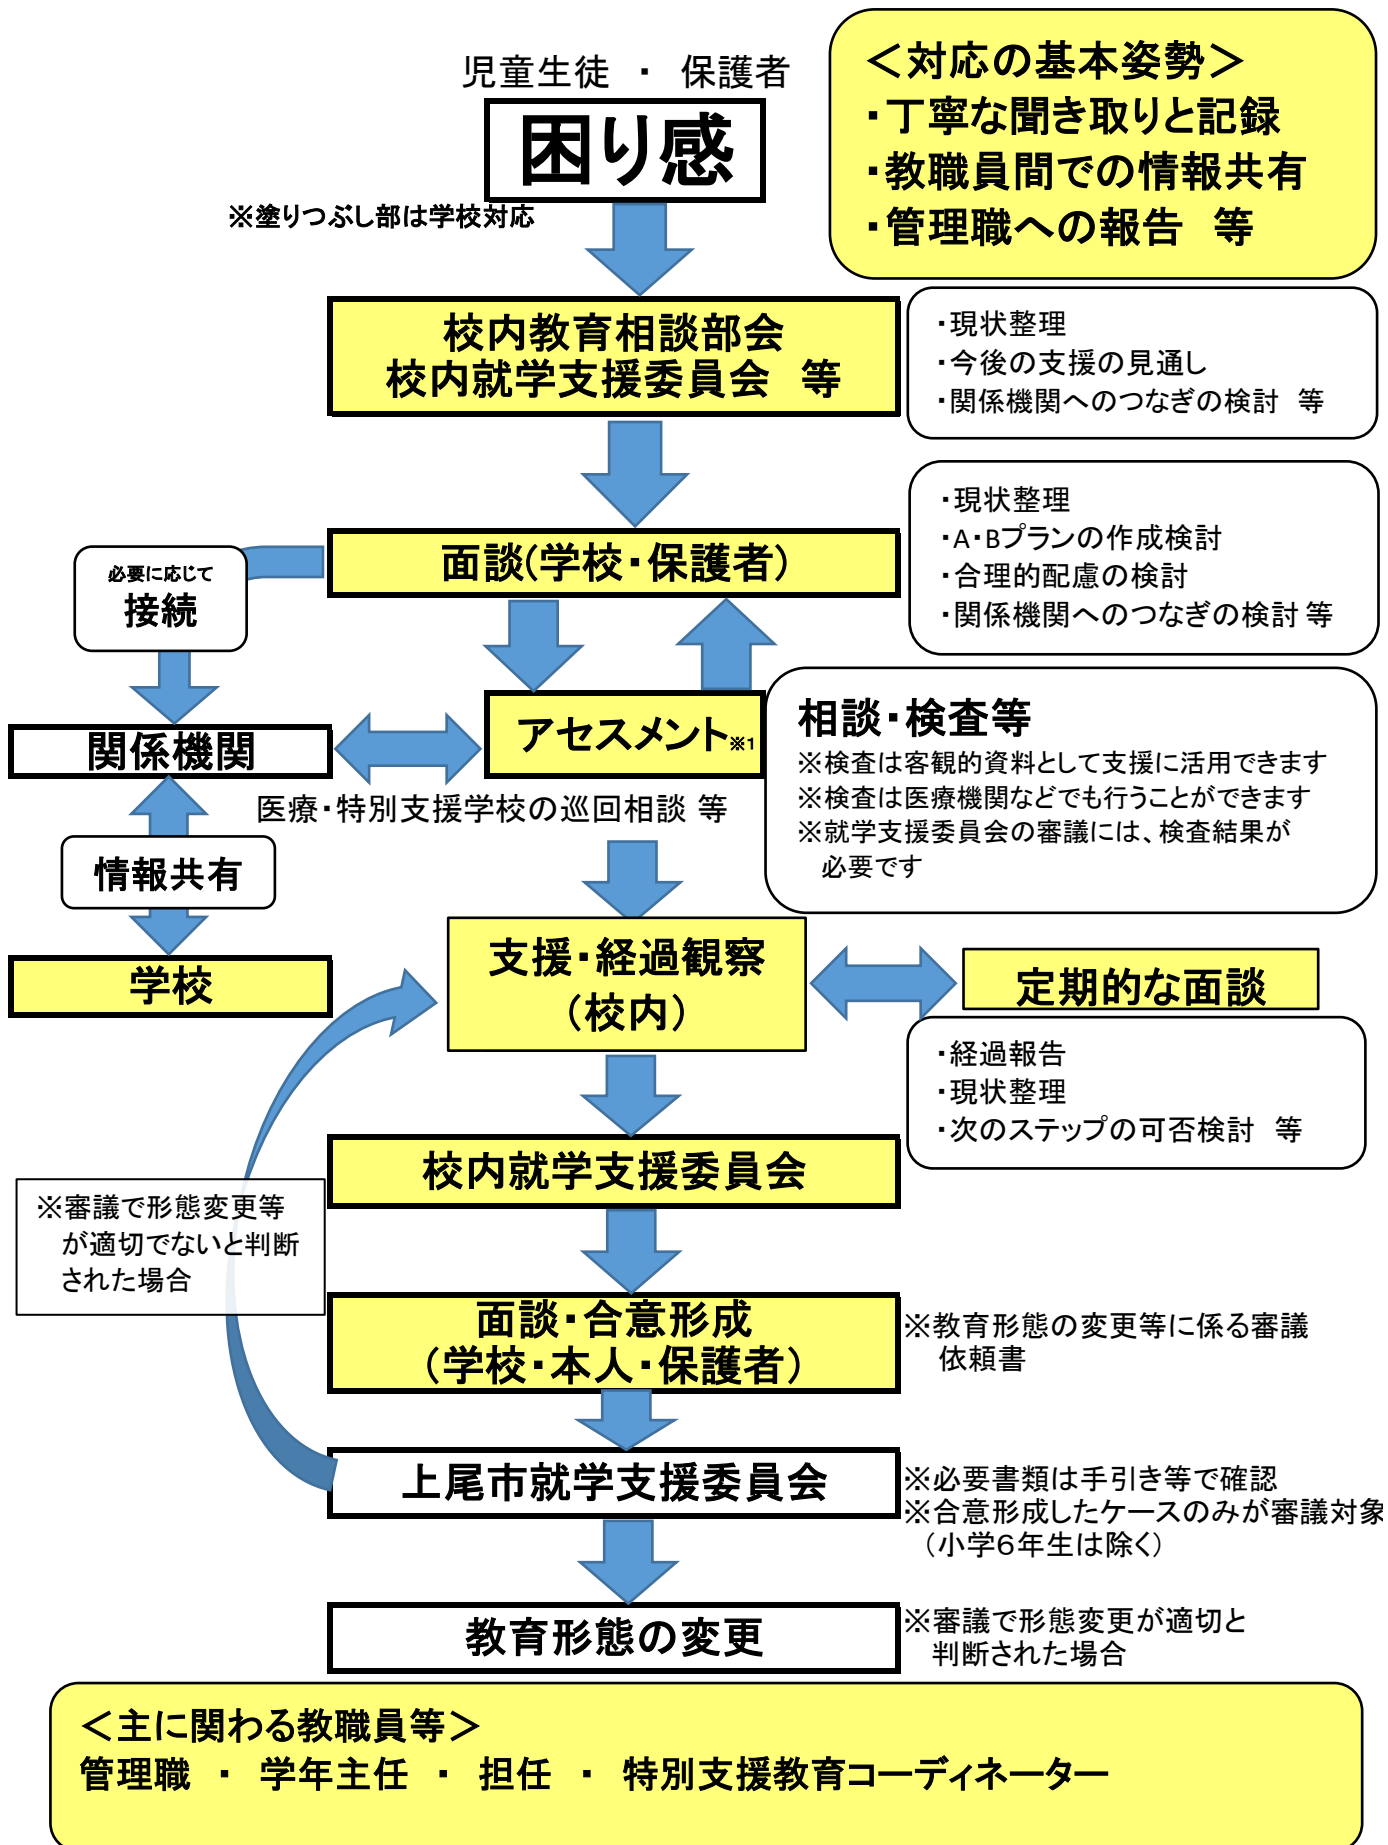 児童生徒 ・ 保護者
困り感
※塗りつぶし部は学校対応
＜対応の基本姿勢＞
・丁寧な聞き取りと記録
・教職員間での情報共有
・管理職への報告 等
校内教育相談部会
校内就学支援委員会 等
・現状整理
・今後の支援の見通し
・関係機関へのつなぎの検討 等
面談(学校・保護者)
・現状整理
・A・Bプランの作成検討
・合理的配慮の検討
・関係機関へのつなぎの検討 等
必要に応じて
接続
関係機関
アセスメント※1
医療・特別支援学校の巡回相談 等
相談・検査等
※検査は客観的資料として支援に活用できます
※検査は医療機関などでも行うことができます
※就学支援委員会の審議には、検査結果が
必要です
情報共有
学校
支援・経過観察
（校内）
定期的な面談
・経過報告
・現状整理
・次のステップの可否検討 等
校内就学支援委員会
※審議で形態変更等
が適切でないと判断
された場合
面談・合意形成
（学校・本人・保護者）
※教育形態の変更等に係る審議
依頼書
上尾市就学支援委員会
※必要書類は手引き等で確認
※合意形成したケースのみが審議対象
（小学６年生は除く）
教育形態の変更
※審議で形態変更が適切と
判断された場合
＜主に関わる教職員等＞
管理職 ・ 学年主任 ・ 担任 ・ 特別支援教育コーディネーター